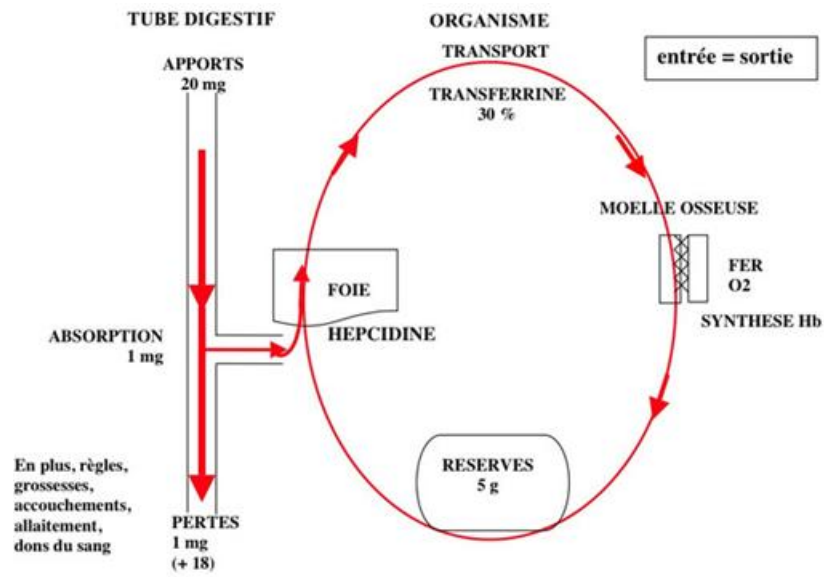 TUBE DIGESTIF
ORGANISME
APPORTS
20 mg
TRANSPORT
TRANSFERRINE
30 %
entrée = sortie
MOELLE OSSEUSE
FER
O2
SYNTHESE Hb
FOIE
HEPCIDINE
ABSORPTION
1 mg
RESERVES
5 g
En plus, règles,
grossesses,
accouchements,
allaitement,
dons du sang
PERTES
1 mg
(+ 18)